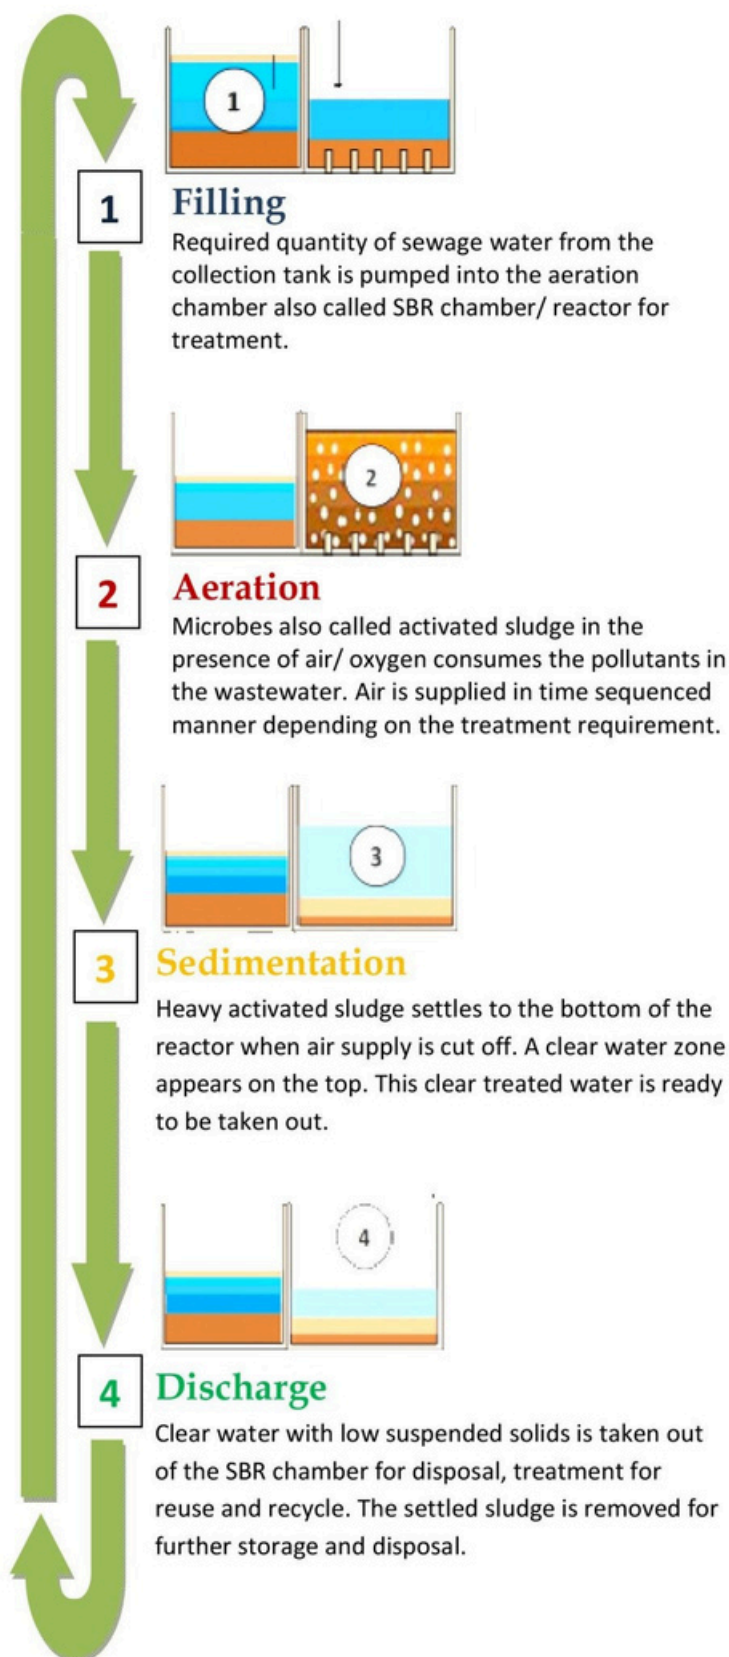 1
1
Filling
Required quantity of sewage water from the
collection tank is pumped into the aeration
chamber also called SBR chamber/ reactor for
treatment.
2
2
Aeration
Microbes also called activated sludge in the
presence of air/ oxygen consumes the pollutants in
the wastewater. Air is supplied in time sequenced
manner depending on the treatment requirement.
3
3
Sedimentation
Heavy activated sludge settles to the bottom of the
reactor when air supply is cut off. A clear water zone
appears on the top. This clear treated water is ready
to be taken out.
4
4
Discharge
Clear water with low suspended solids is taken out
of the SBR chamber for disposal, treatment for
reuse and recycle. The settled sludge is removed for
further storage and disposal.